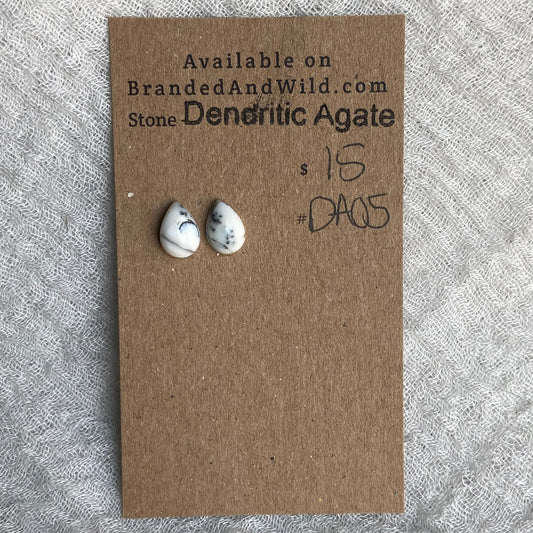 Available on
BrandedAndWild.com
Stone - Dendritic Agate
$ 15
# DA05